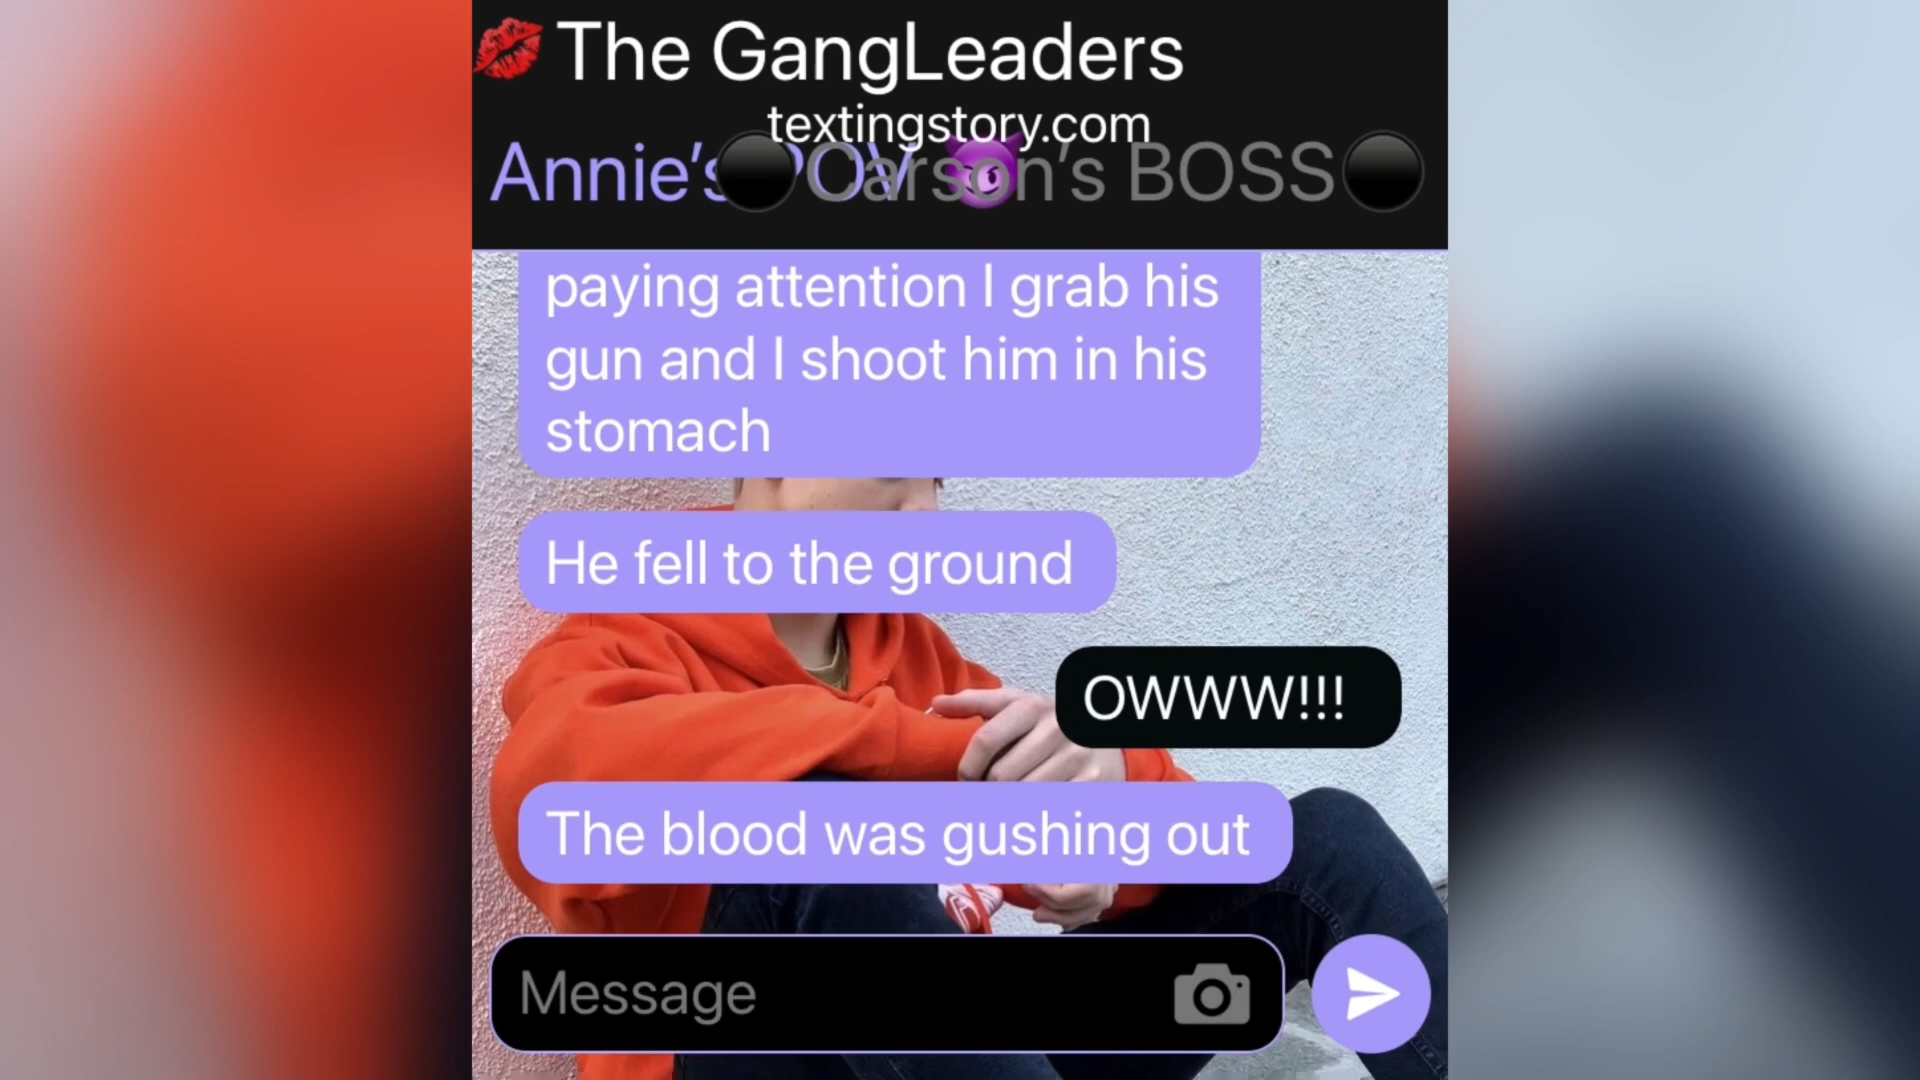 💋The GangLeaders
textingstory.com
Annie’s POV 😈
⚫Carson’s BOSS⚫
paying attention I grab his
gun and I shoot him in his
stomach
He fell to the ground
OWWW!!!
The blood was gushing out
Message